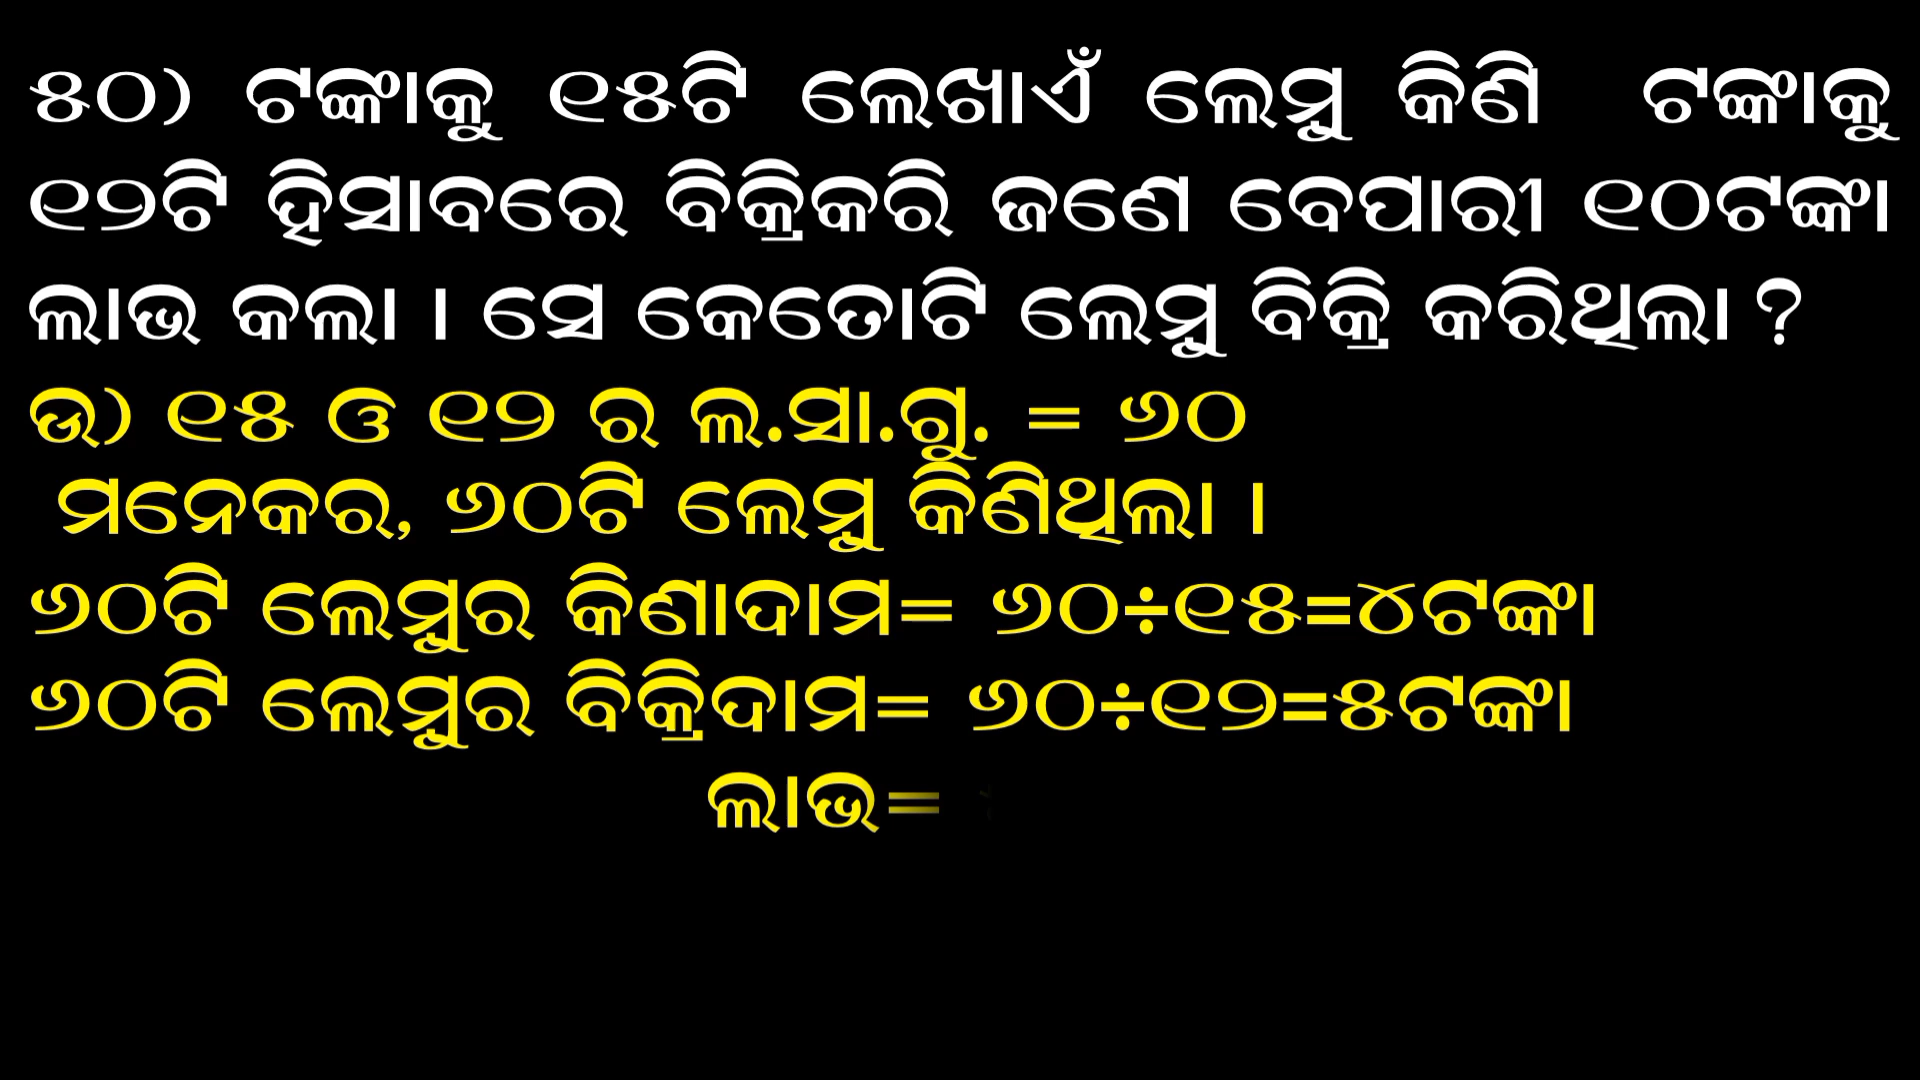 ୫୦) ଟଙ୍କାକୁ ୧୫ଟି ଲେଖାଏଁ ଲେମ୍ବୁ କିଣି ଟଙ୍କାକୁ
୧୨ଟି ହିସାବରେ ବିକ୍ରିକରି ଜଣେ ବେପାରୀ ୧୦ଟଙ୍କା
ଲାଭ କଲା । ସେ କେତୋଟି ଲେମ୍ବୁ ବିକ୍ରି କରିଥିଲା ?
ଉ) ୧୫ ଓ ୧୨ ର ଲ.ସା.ଗୁ. = ୬୦
ମନେକର, ୬୦ଟି ଲେମ୍ବୁ କିଣିଥିଲା ।
୬୦ଟି ଲେମ୍ବୁର କିଣାଦାମ= ୬୦÷୧୫=୪ଟଙ୍କା
୬୦ଟି ଲେମ୍ବୁର ବିକ୍ରିଦାମ= ୬୦÷୧୨=୫ଟଙ୍କା
ଲାଭ=